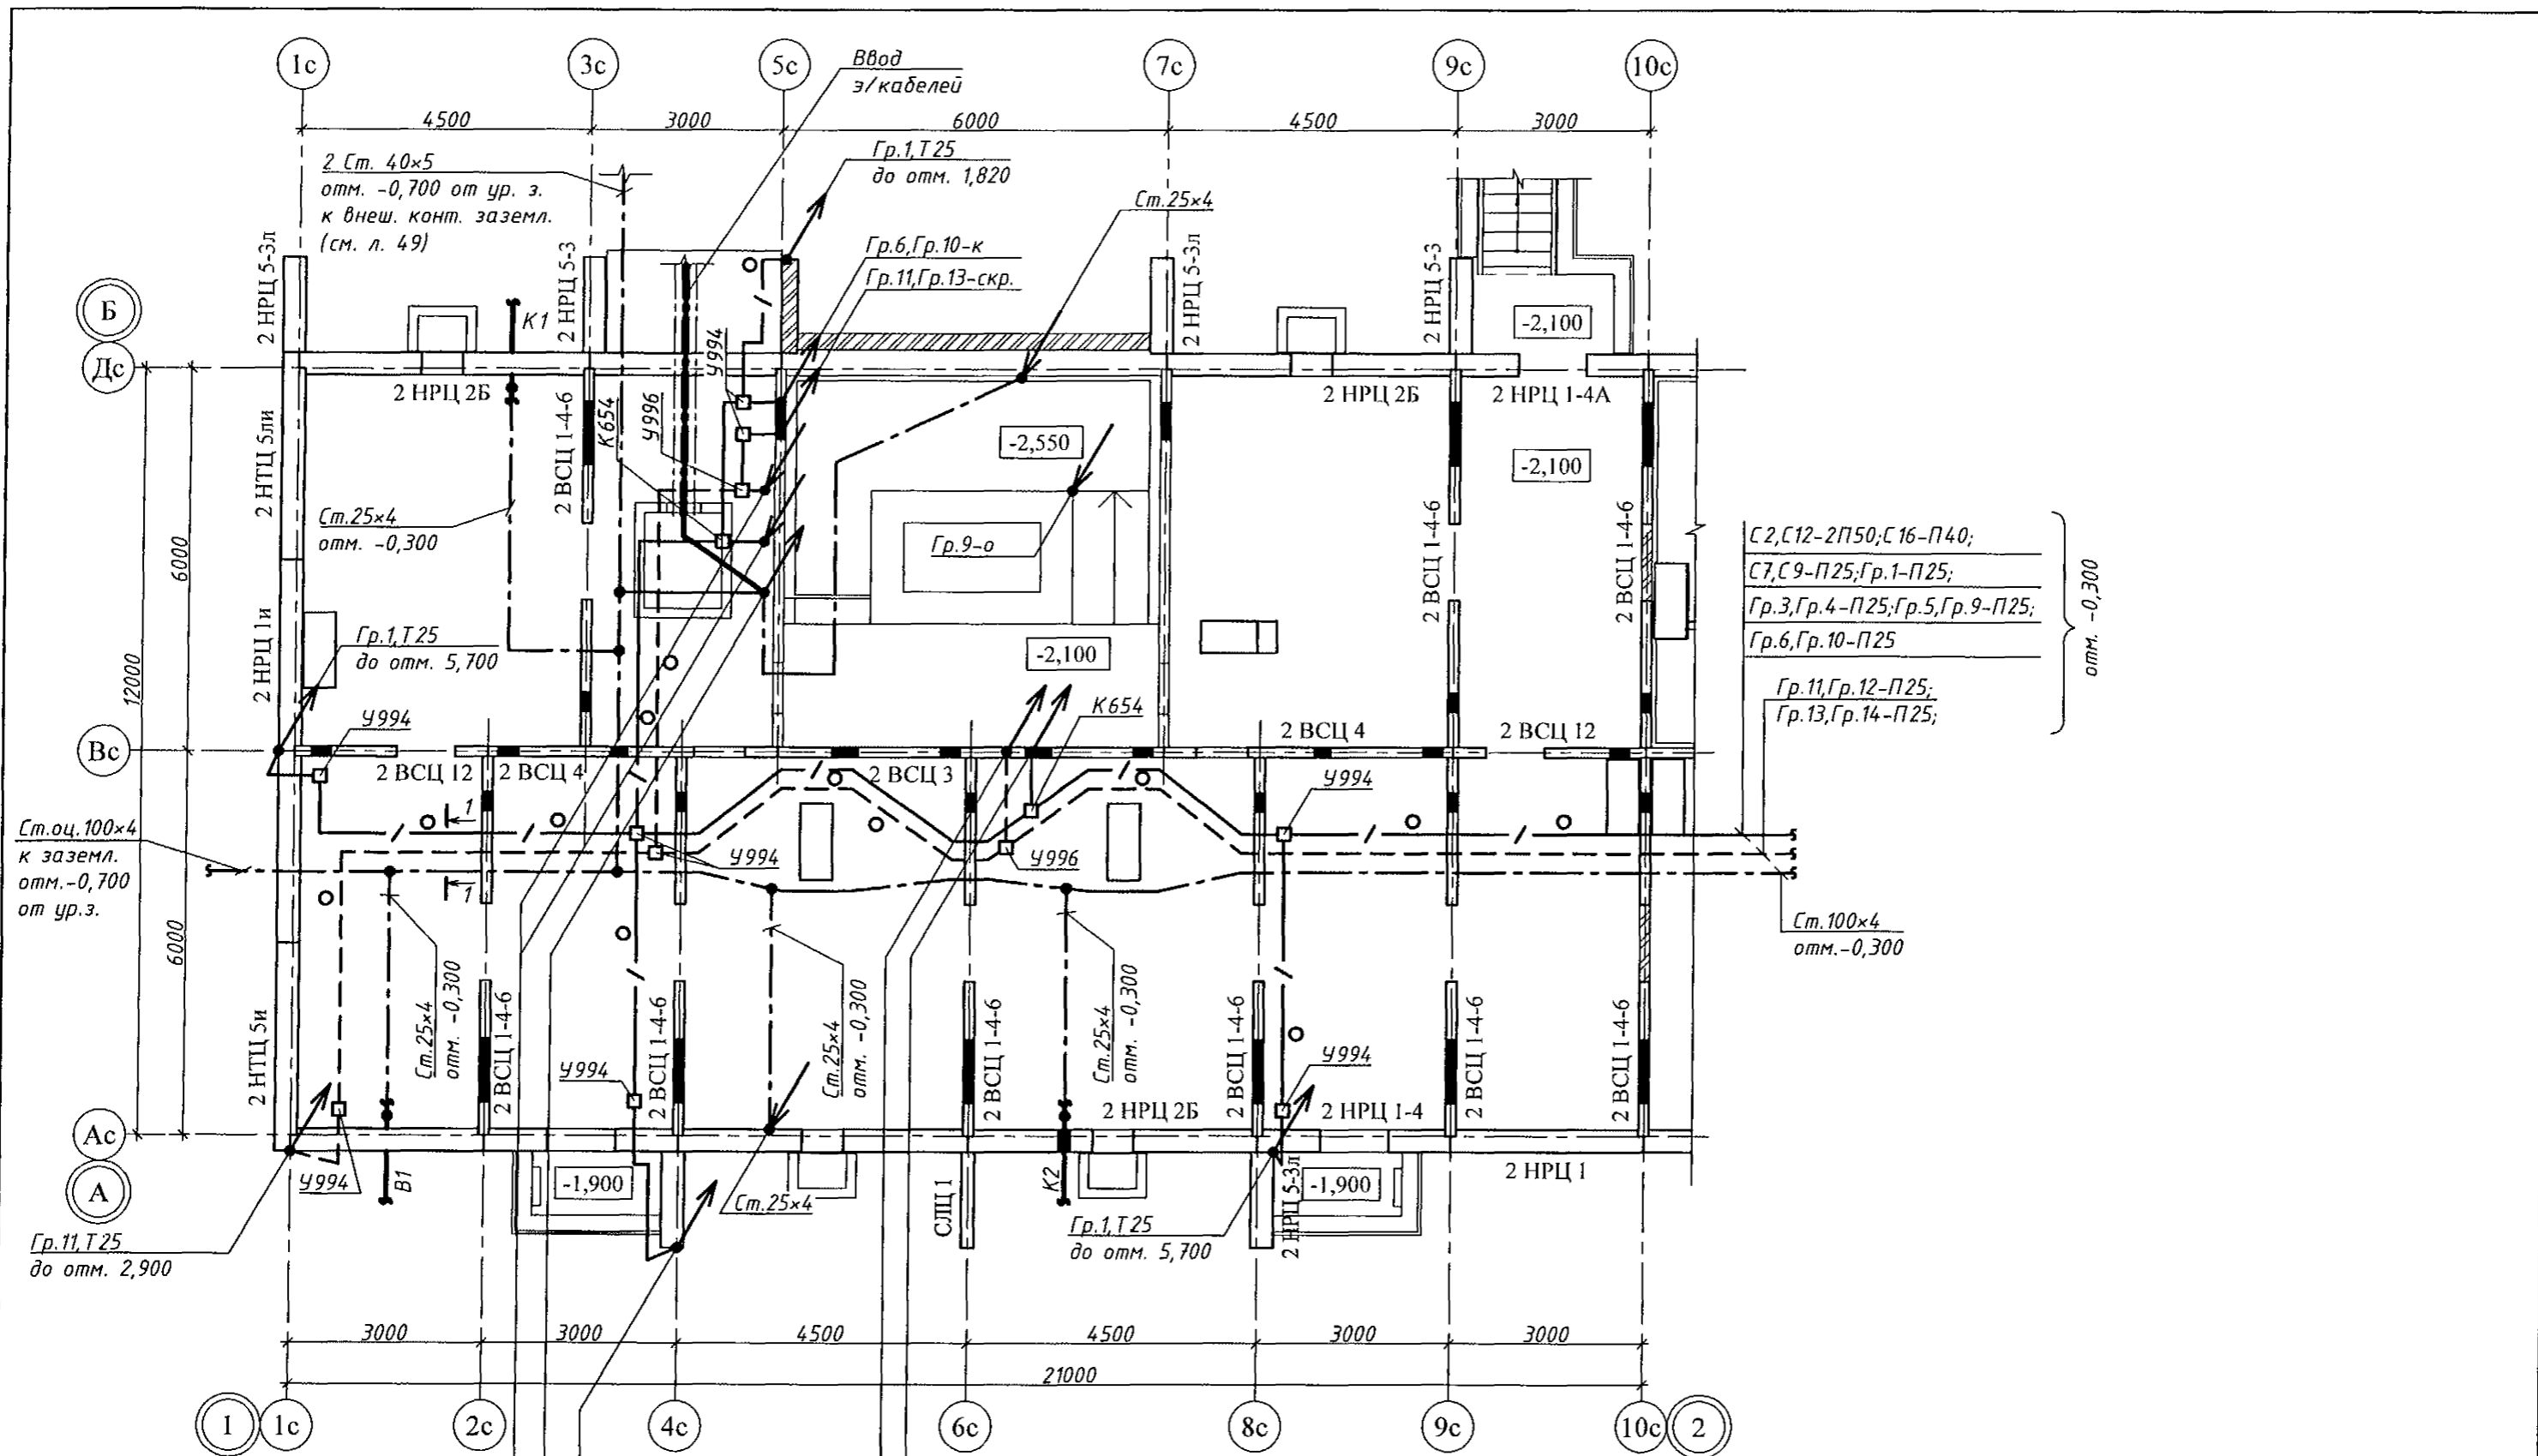 1с
3с
5с
7с
9с
10с
Ввод
э/кабелей
4500
3000
6000
4500
3000
2 Ст. 40×5
отм. -0,700 от ур. з.
к внеш. конт. заземл.
(см. л. 49)
Гр.1,Т25
до отм. 1,820
Ст.25×4
Гр.6,Гр.10-к
Гр.11,Гр.13-скр.
2 НРЦ 5-3л
2 НРЦ 5-3
2 НРЦ 5-3л
2 НРЦ 5-3
Б
К1
-2,100
Дс
У994
2 НРЦ 2Б
2 НРЦ 2Б
2 НРЦ 1-4А
2 НТЦ 5пи
2 ВСЦ 1-4-6
К654
У996
-2,550
-2,100
Ст.25×4
отм. -0,300
Гр.9-о
2 ВСЦ 1-4-6
2 ВСЦ 1-4-6
С2,С12-2П50;С16-П40;
С7,С9-П25;Гр.1-П25;
Гр.3,Гр.4-П25;Гр.5,Гр.9-П25;
Гр.6,Гр.10-П25
отм. -0,300
Гр.11,Гр.12-П25;
Гр.13,Гр.14-П25;
6000
12000
2 НРЦ 1и
Гр.1,Т25
до отм. 5,700
-2,100
К654
У994
Вс
2 ВСЦ 12
2 ВСЦ 4
2 ВСЦ 3
2 ВСЦ 4
2 ВСЦ 12
У994
Ст.оц.100×4
к заземл.
отм.-0,700
от ур.з.
1
1
У994
У996
Ст.100×4
отм.-0,300
6000
2 НТЦ 5и
Ст.25×4
отм. -0,300
2 ВСЦ 1-4-6
У994
2 ВСЦ 1-4-6
Ст.25×4
отм. -0,300
2 ВСЦ 1-4-6
Ст.25×4
отм. -0,300
2 ВСЦ 1-4-6
У994
2 ВСЦ 1-4-6
2 ВСЦ 1-4-6
2 НРЦ 2Б
2 НРЦ 1-4
Ас
А
У994
В1
-1,900
Ст.25×4
СЛЦ 1
К2
2 НРЦ 5-3л
-1,900
2 НРЦ 1
Гр.11,Т25
до отм. 2,900
Гр.1,Т25
до отм. 5,700
3000
3000
4500
4500
3000
3000
21000
1
1с
2с
4с
6с
8с
9с
10с
2